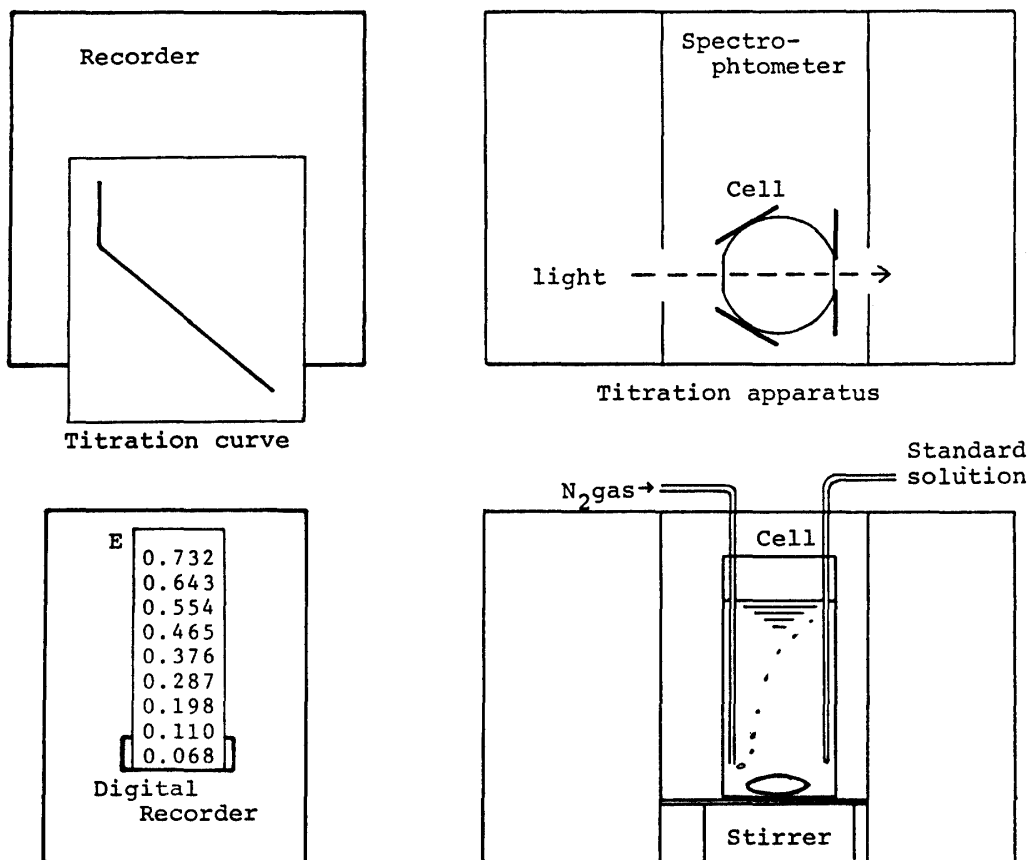 Recorder
Titration curve
Spectro-
phtometer
Cell
light
Titration apparatus
E
0.732
0.643
0.554
0.465
0.376
0.287
0.198
0.110
0.068
Digital
Recorder
Standard
solution
N₂gas→
Cell
Stirrer